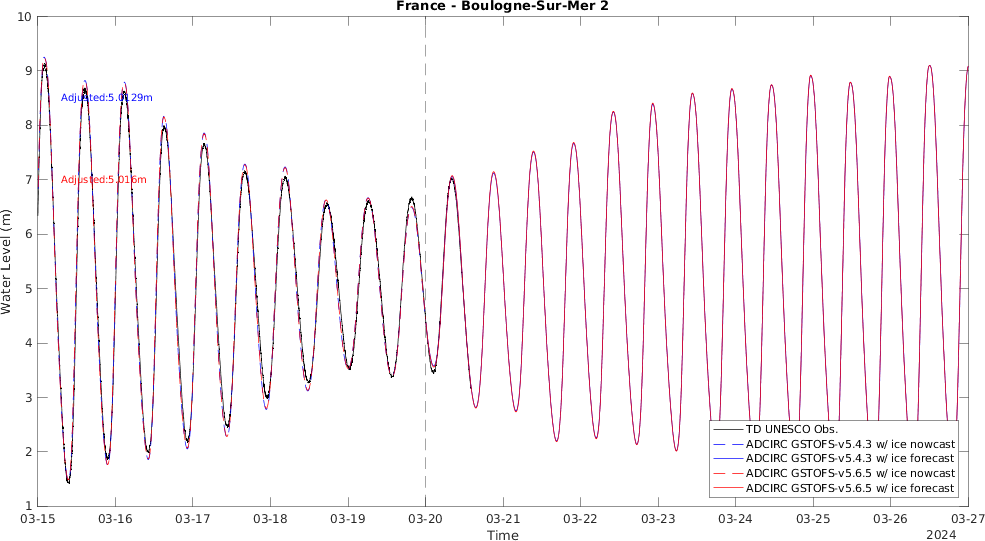 France - Boulogne-Sur-Mer 2
10
9
8
7
6
5
4
3
2
1
Water Level (m)
Adjusted:5.0129m
Adjusted:5.016m
TD UNESCO Obs.
ADCIRC GSTOFS-v5.4.3 w/ ice nowcast
ADCIRC GSTOFS-v5.4.3 w/ ice forecast
ADCIRC GSTOFS-v5.6.5 w/ ice nowcast
ADCIRC GSTOFS-v5.6.5 w/ ice forecast
03-15 03-16 03-17 03-18 03-19 03-20 03-21 03-22 03-23 03-24 03-25 03-26 03-27
Time
2024